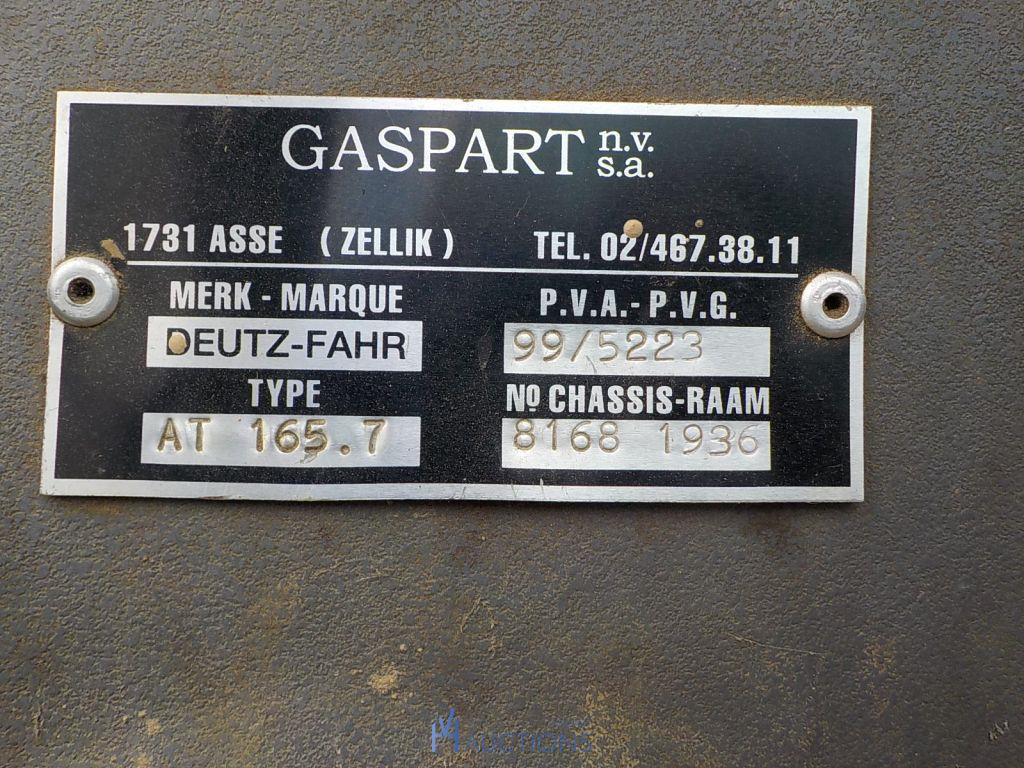 GASPART n.v. s.a.
1731 ASSE (ZELLIK) TEL. 02/467.38.11
MERK - MARQUE P.V.A.- P.V.G.
DEUTZ-FAHR 99/5223
TYPE Nº CHASSIS-RAAM
AT 165.7 8168 1936
AUCTIONS